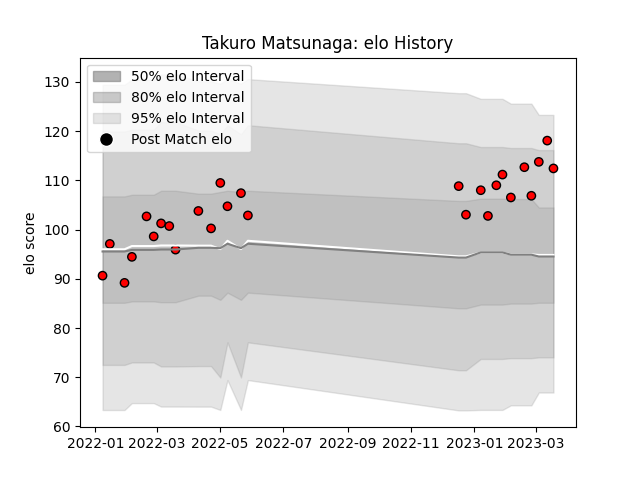 Takuro Matsunaga: elo History
50% elo Interval
80% elo Interval
95% elo Interval
Post Match elo
elo score
130
120
110
100
90
80
70
60
2022-01 2022-03 2022-05 2022-07 2022-09 2022-11 2023-01 2023-03